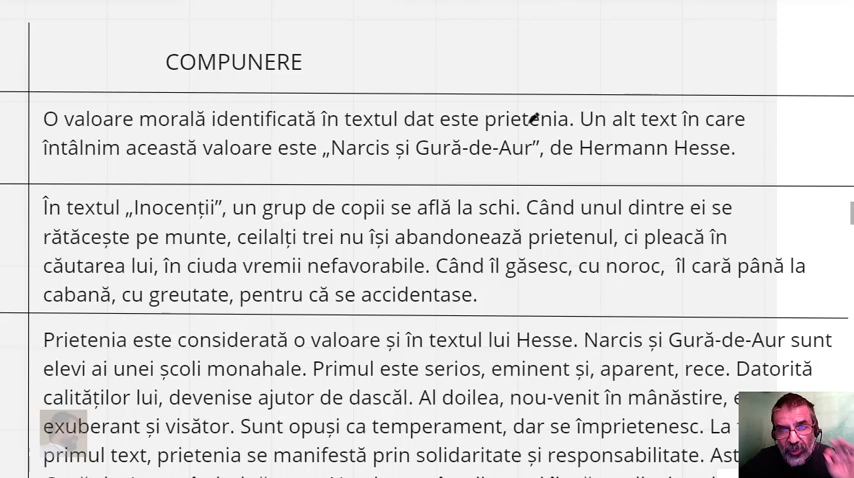 COMPUNERE
O valoare morală identificată în textul dat este prietenia. Un alt text în care
întâlnim această valoare este „Narcis și Gură-de-Aur”, de Hermann Hesse.
În textul „Inocenții”, un grup de copii se află la schi. Când unul dintre ei se
rătăcește pe munte, ceilalți trei nu își abandonează prietenul, ci pleacă în
căutarea lui, în ciuda vremii nefavorabile. Când îl găsesc, cu noroc, îl cară până la
cabană, cu greutate, pentru că se accidentase.
Prietenia este considerată o valoare și în textul lui Hesse. Narcis și Gură-de-Aur sunt
elevi ai unei școli monahale. Primul este serios, eminent și, aparent, rece. Datorită
calităților lui, devenise ajutor de dascăl. Al doilea, nou-venit în mânăstire,
exuberant și visător. Sunt opuși ca temperament, dar se împrietenesc. La
primul text, prietenia se manifestă prin solidaritate și responsabilitate.